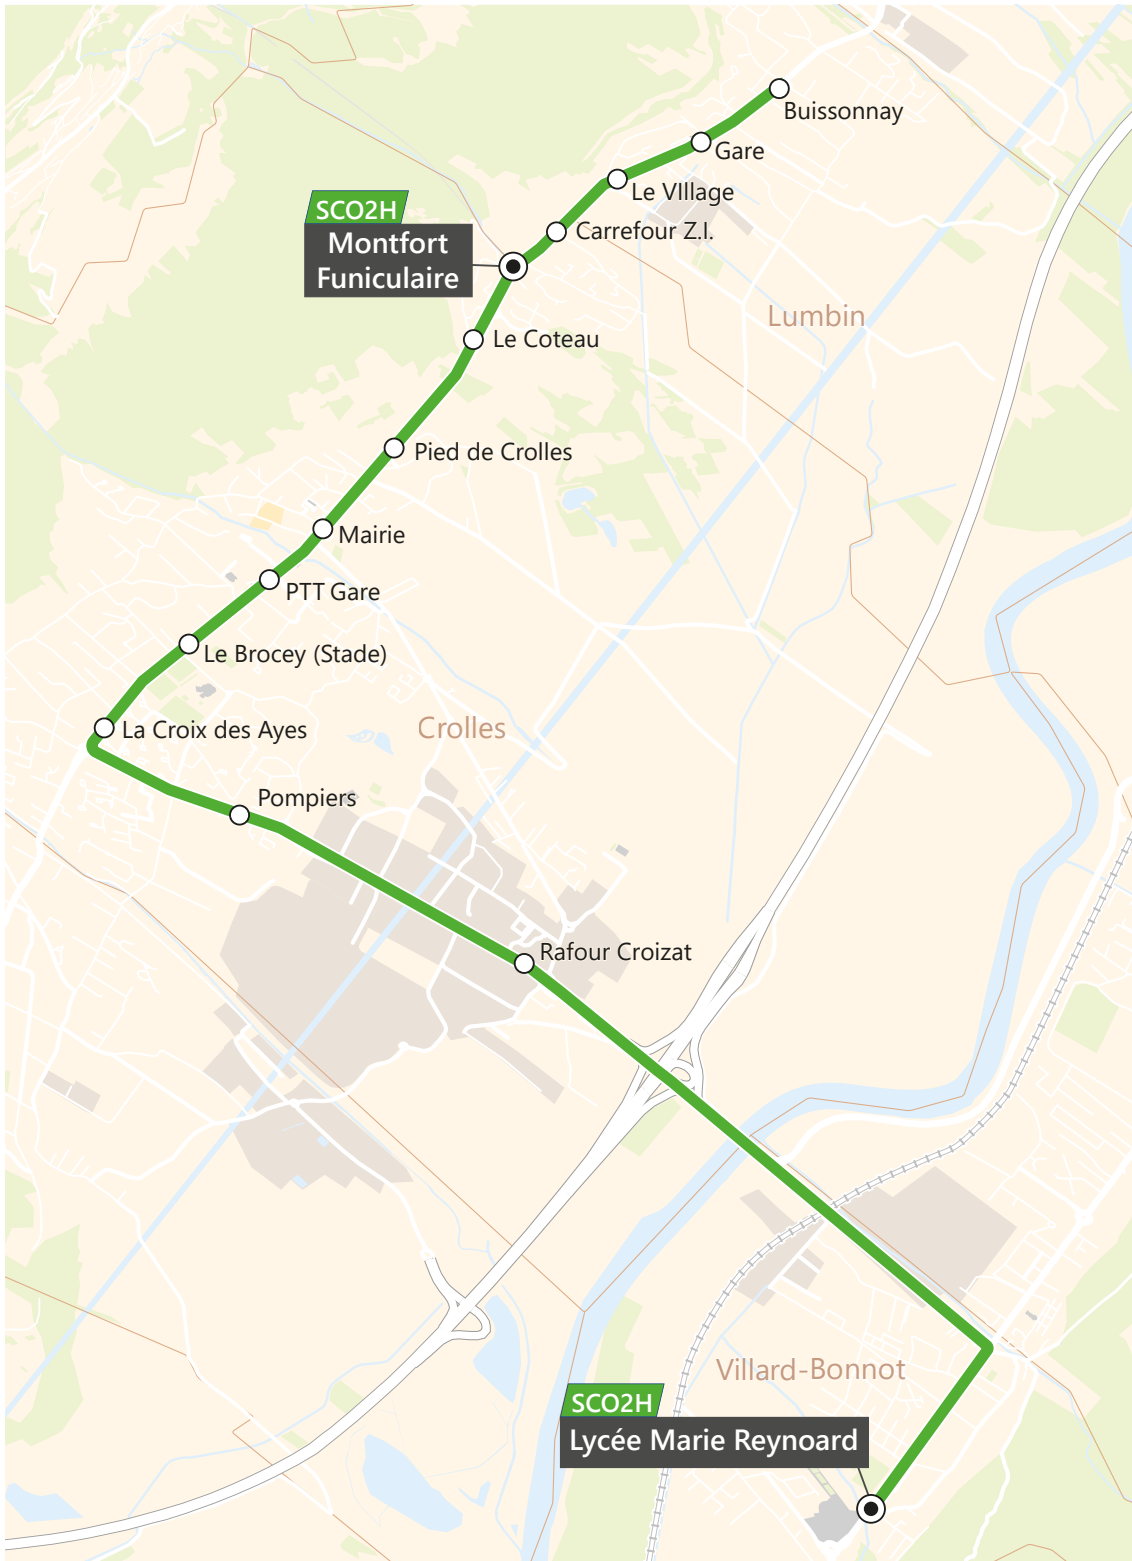 Buissonnay
Gare
Le VIllage
SCO2H
Montfort
Funiculaire
Carrefour Z.I.
Lumbin
Le Coteau
Pied de Crolles
Mairie
PTT Gare
Le Brocey (Stade)
La Croix des Ayes
Crolles
Pompiers
Rafour Croizat
Villard-Bonnot
SCO2H
Lycée Marie Reynoard